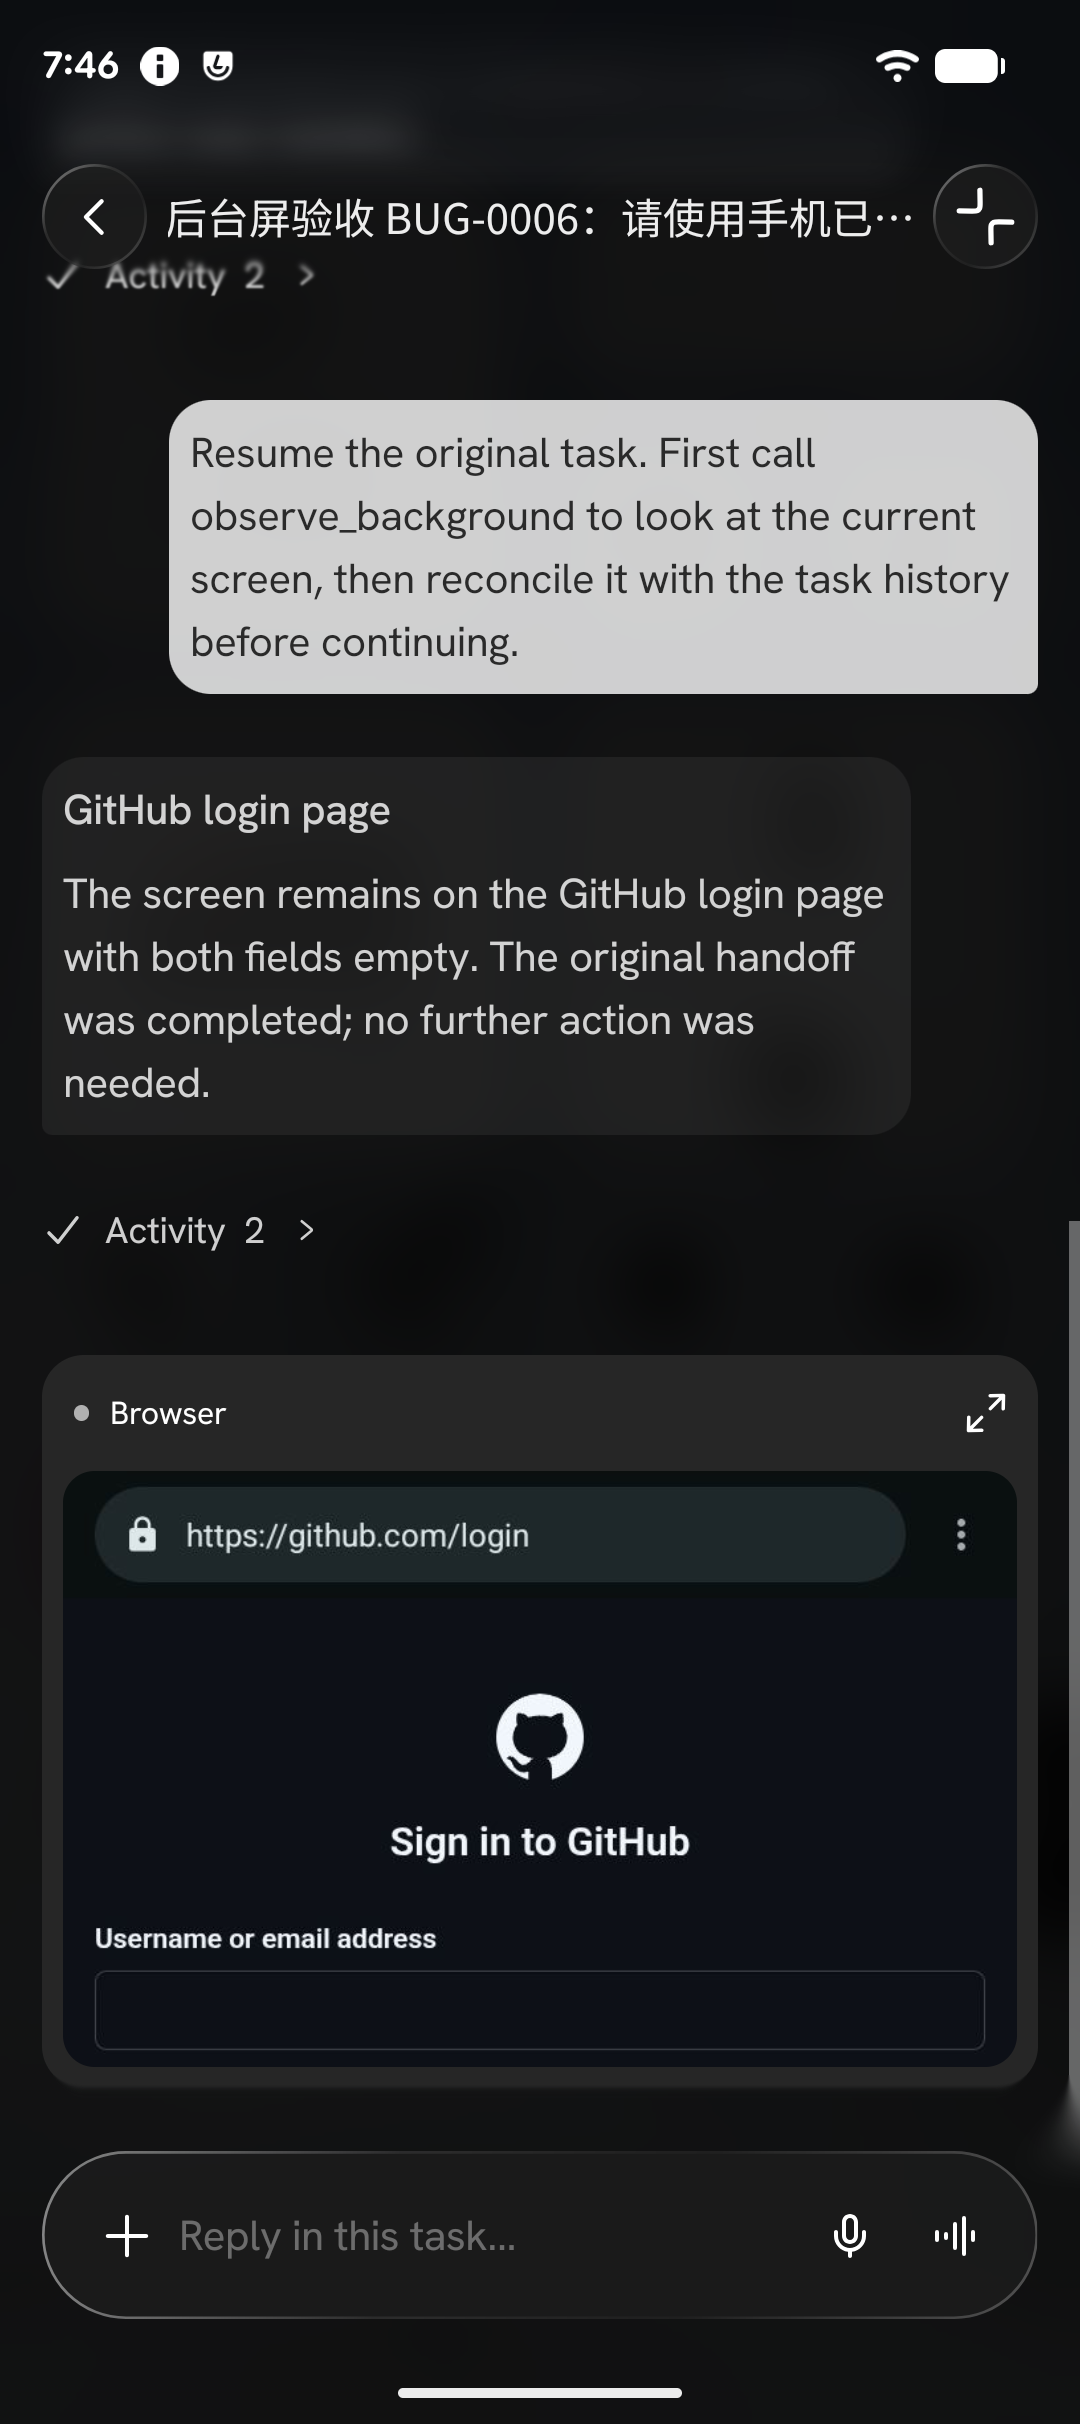 7:46
后台屏验收 BUG-0006：请使用手机已…
Activity 2
Resume the original task. First call
observe_background to look at the current
screen, then reconcile it with the task history
before continuing.
GitHub login page
The screen remains on the GitHub login page
with both fields empty. The original handoff
was completed; no further action was
needed.
Activity 2
Browser
https://github.com/login
Sign in to GitHub
Username or email address
Reply in this task...